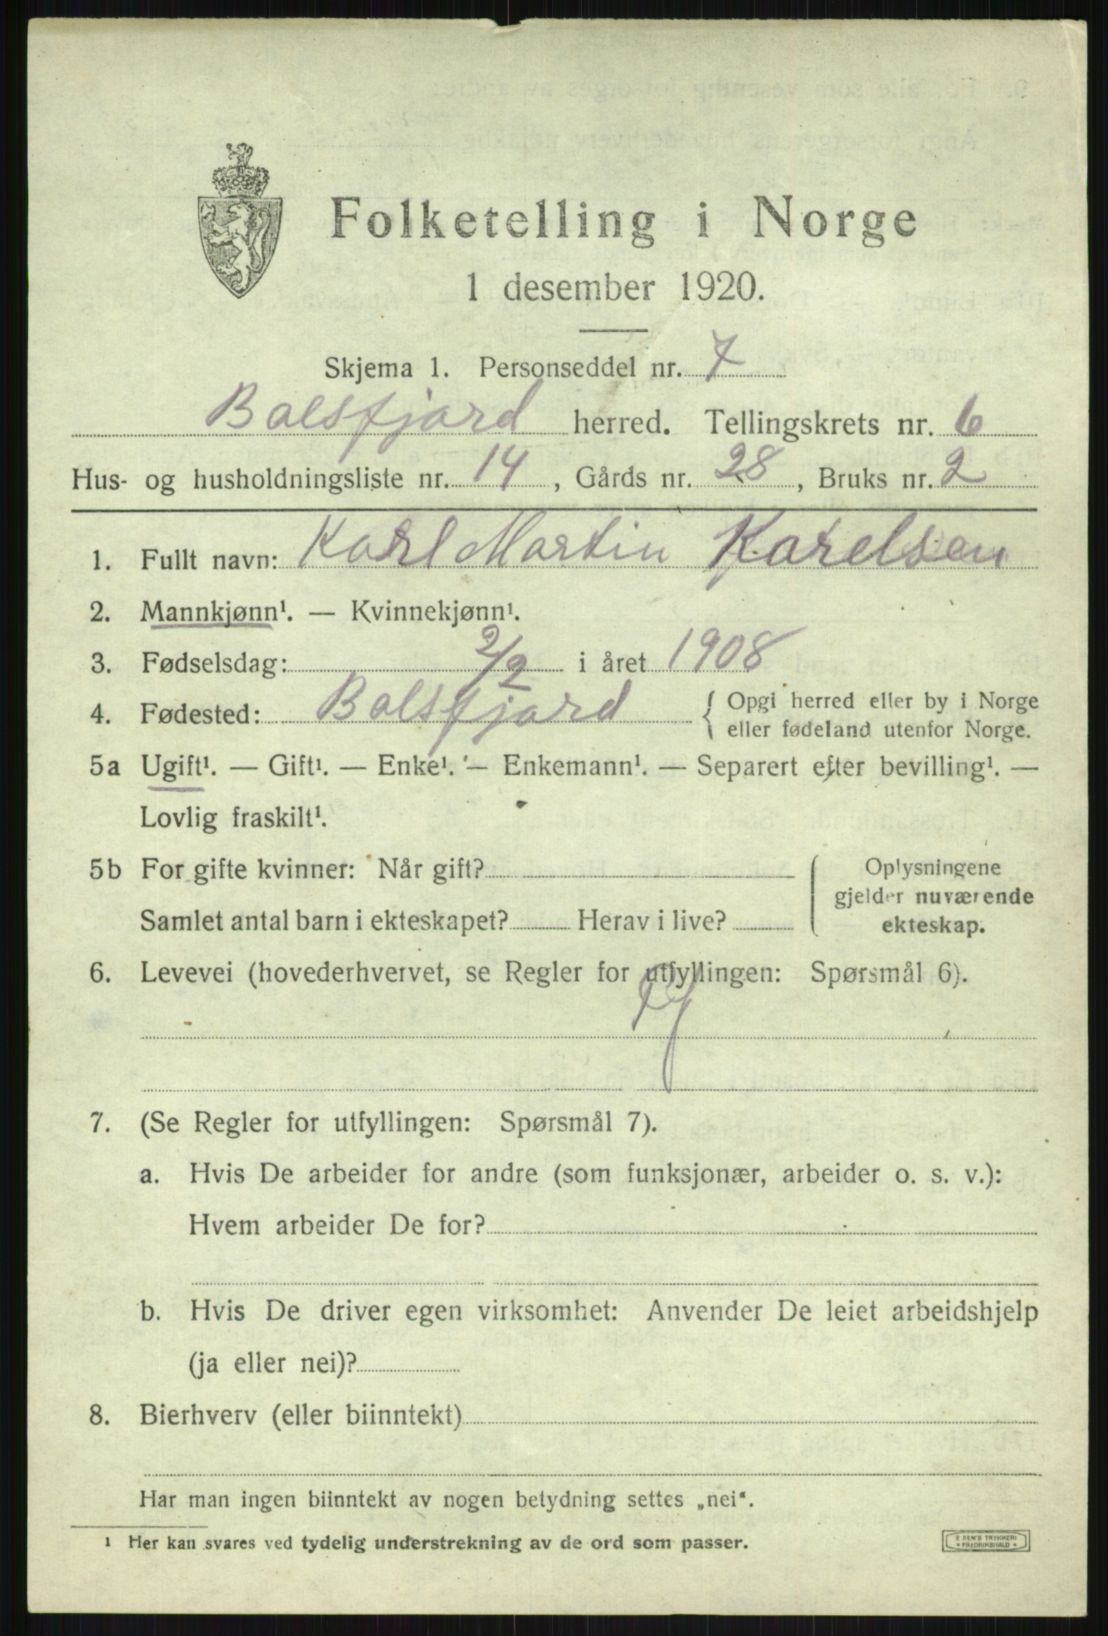 Folketelling i Norge
1 desember 1920.
Skjema 1. Personseddel nr. 7
Balsfjord herred. Tellingskrets nr. 6
Hus- og husholdningsliste nr. 14, Gårds nr. 28, Bruks nr. 2
1. Fullt navn: Karl Martin Karelsen
2. Mannkjønn¹. — Kvinnekjønn¹.
3. Fødselsdag: 2/2 i året 1908
4. Fødested: Balsfjord { Opgi herred eller by i Norge
eller fødeland utenfor Norge.
5a Ugift¹. — Gift¹. — Enke¹. — Enkemann¹. — Separert efter bevilling¹. —
Lovlig fraskilt¹.
5b For gifte kvinner: Når gift?
Samlet antal barn i ekteskapet? Herav i live?
Oplysningene
gjelder nuværende
ekteskap.
6. Levevei (hovederhvervet, se Regler for utfyllingen: Spørsmål 6).
7. (Se Regler for utfyllingen: Spørsmål 7).
a. Hvis De arbeider for andre (som funksjonær, arbeider o. s. v.):
Hvem arbeider De for?
b. Hvis De driver egen virksomhet: Anvender De leiet arbeidshjelp
(ja eller nei)?
8. Bierhverv (eller biinntekt)
Har man ingen biinntekt av nogen betydning settes „nei“.
¹ Her kan svares ved tydelig understrekning av de ord som passer.
TRYKKERI
FREDRIKSHALD